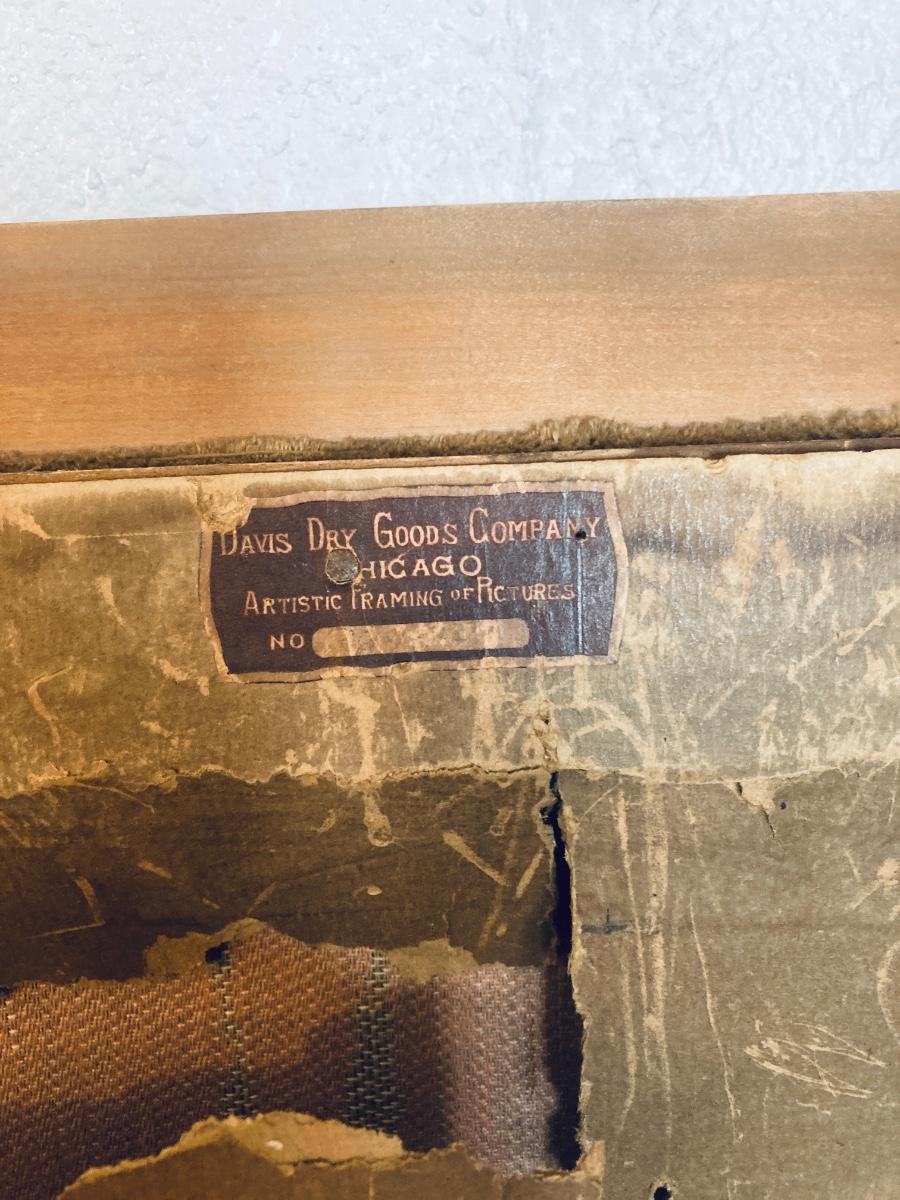 DAVIS DRY GOODS COMPANY
CHICAGO
ARTISTIC FRAMING OF PICTURES
NO